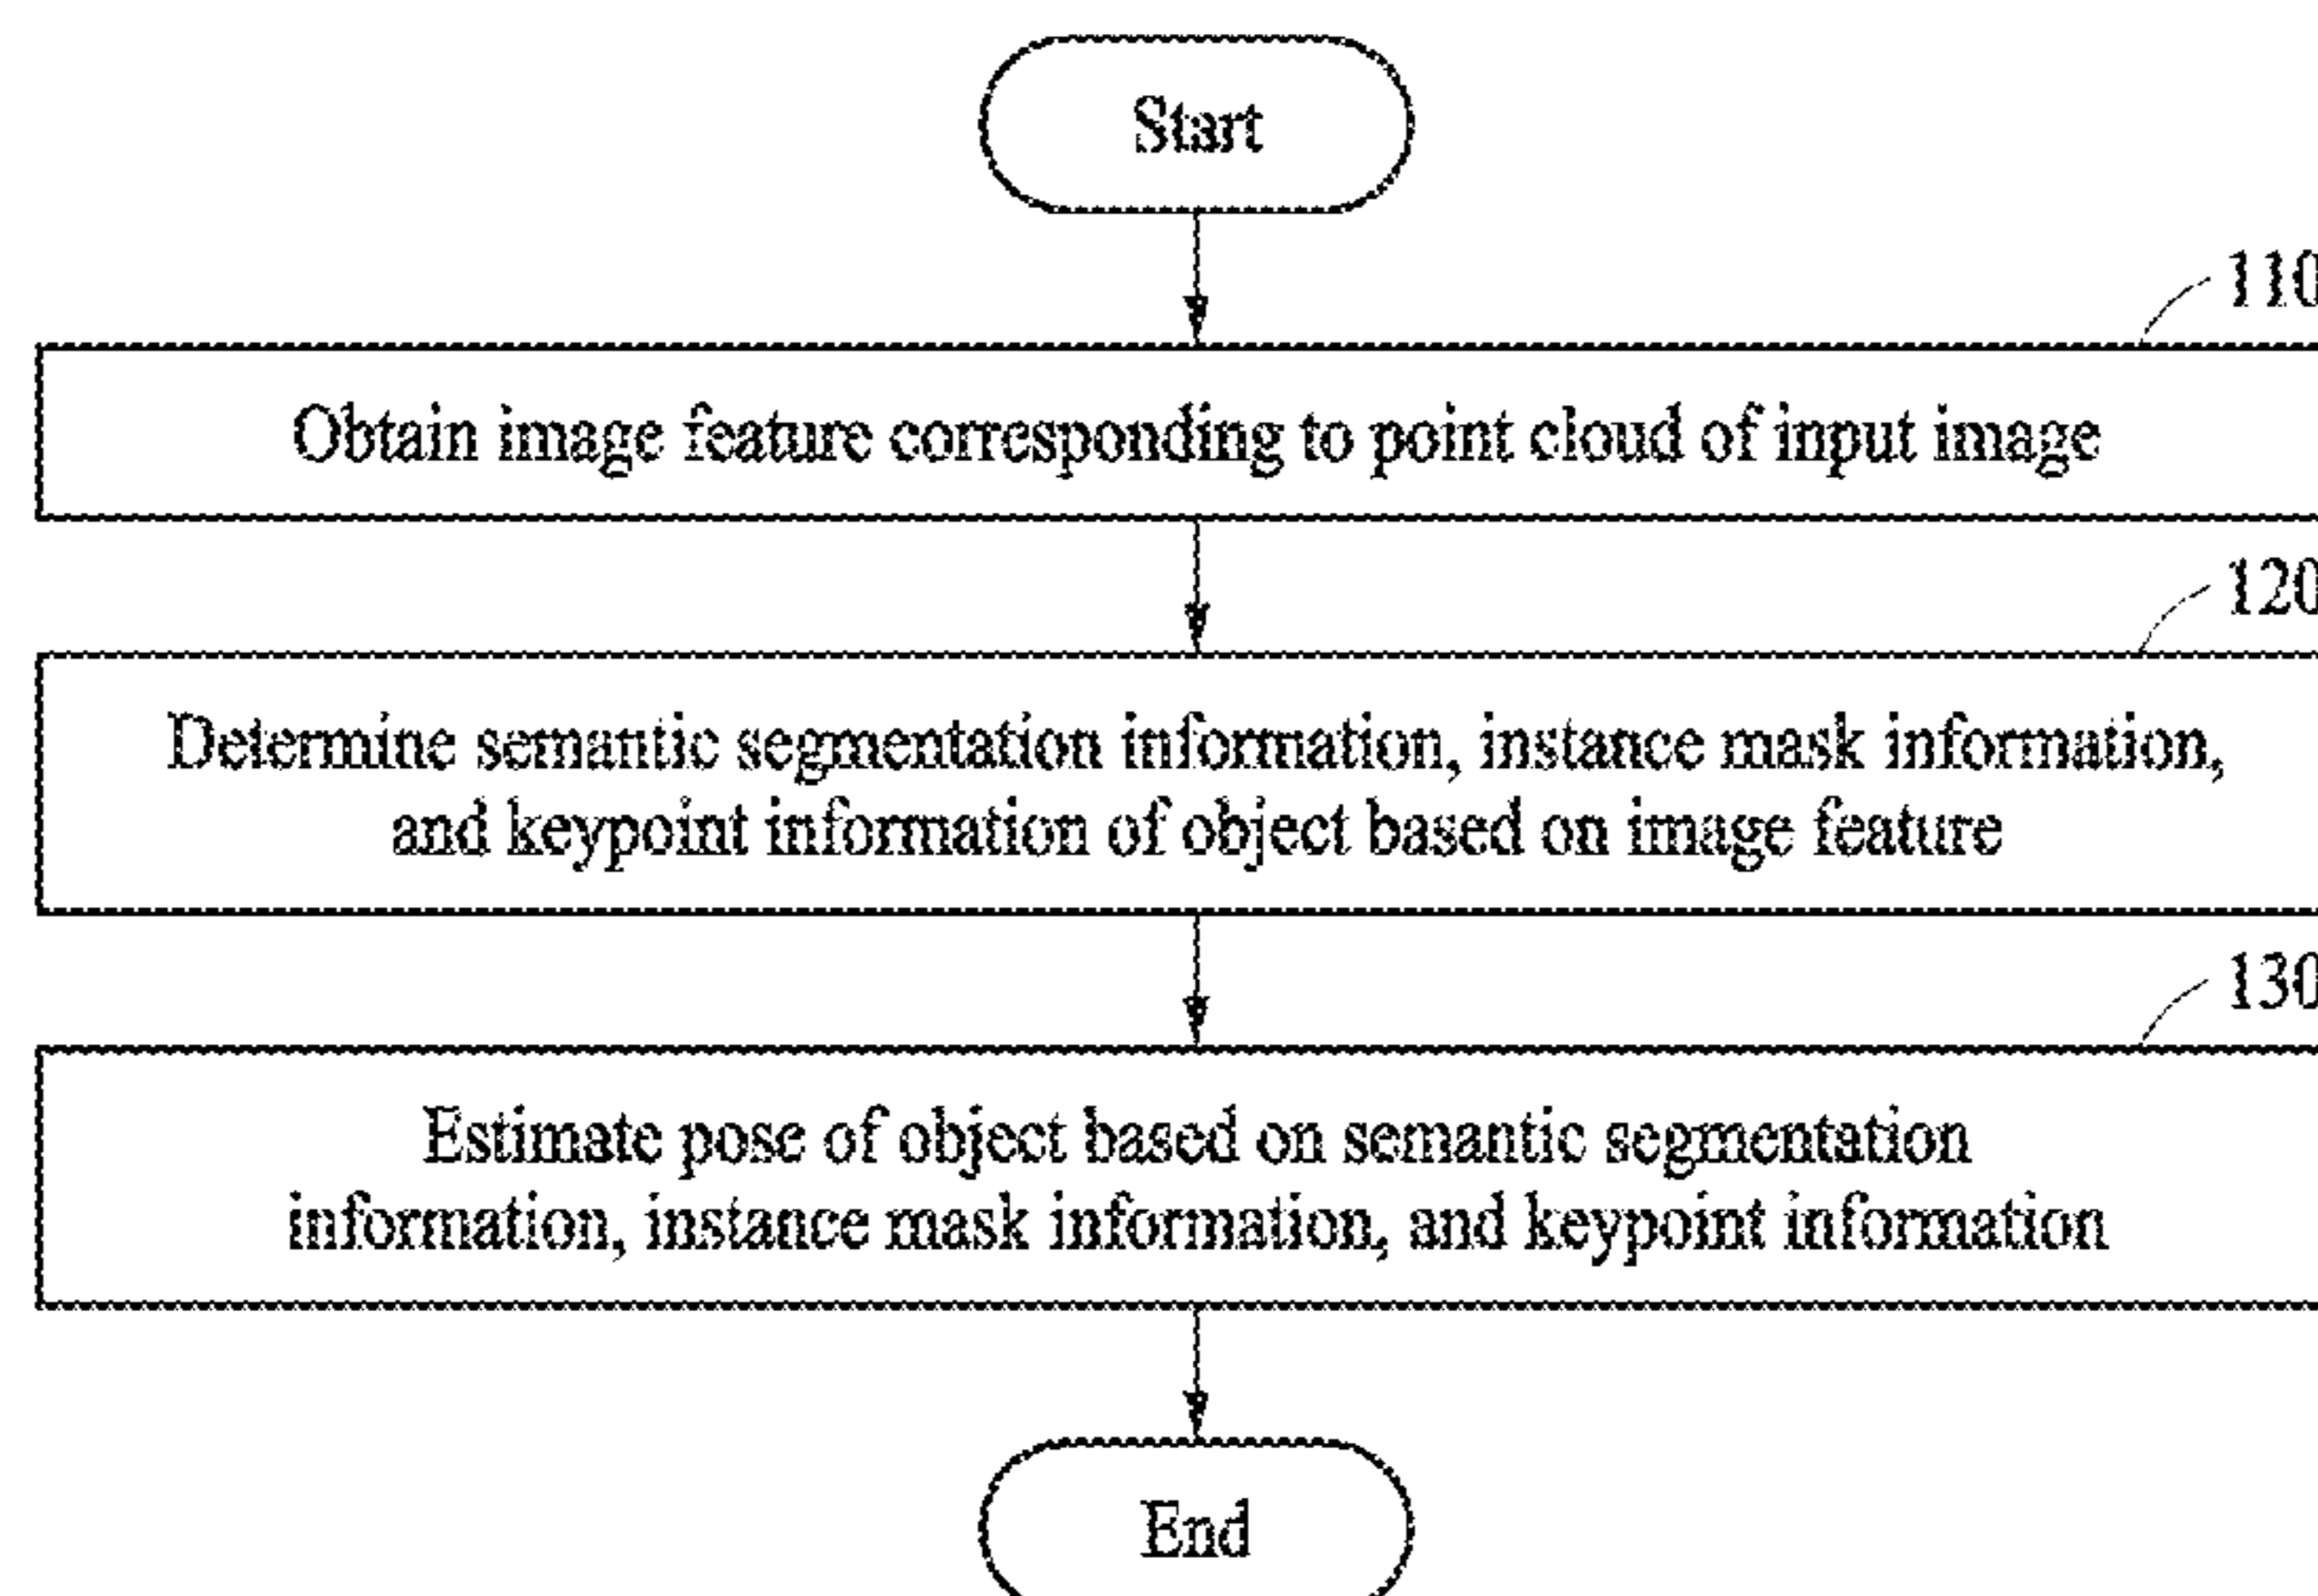 Start
110
Obtain image feature corresponding to point cloud of input image
120
Determine semantic segmentation information, instance mask information,
and keypoint information of object based on image feature
130
Estimate pose of object based on semantic segmentation
information, instance mask information, and keypoint information
End